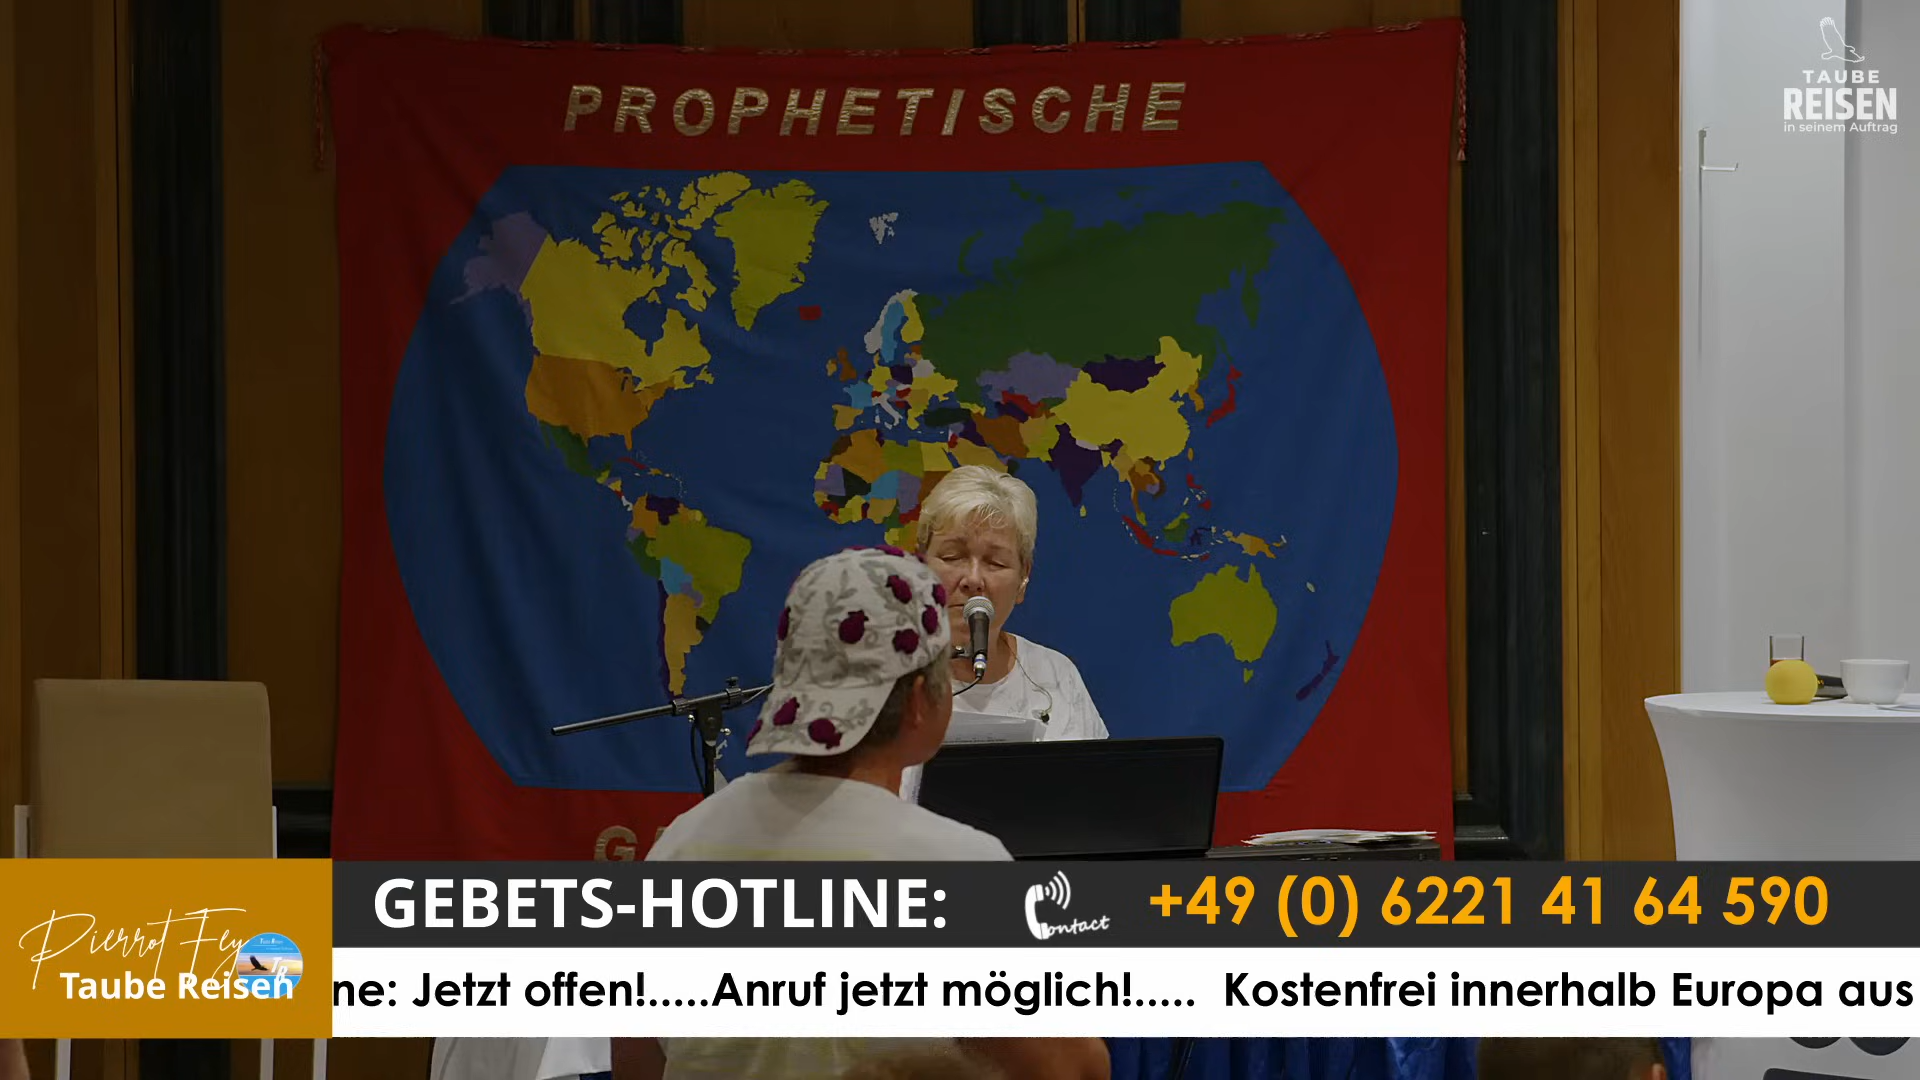 PROPHETISCHE
TAUBE
REISEN
in seinem Auftrag
GEBETS-HOTLINE:
Contact
+49 (0) 6221 41 64 590
Pierrot Fey
Taube Reisen
ne: Jetzt offen!.....Anruf jetzt möglich!..... Kostenfrei innerhalb Europa aus